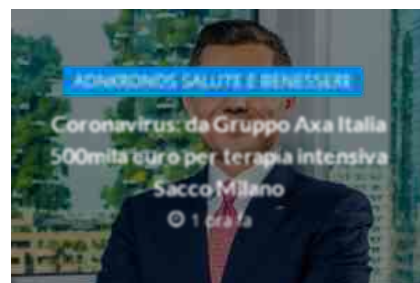 ADNKRONOS SALUTE E BENESSERE
Coronavirus: da Gruppo Axa Italia
500mila euro per terapia intensiva
Sacco Milano
1 ora fa